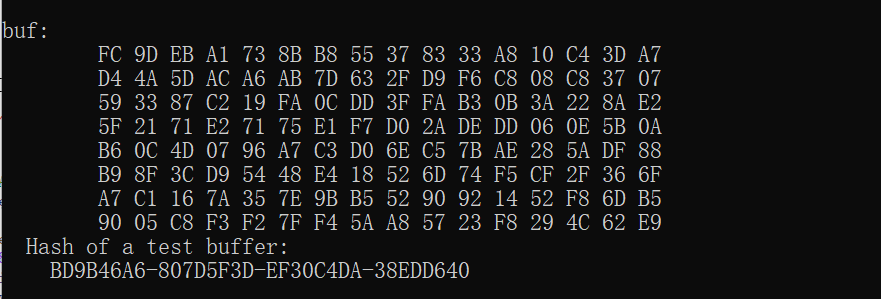 buf:
FC 9D EB A1 73 8B B8 55 37 83 33 A8 10 C4 3D A7
D4 4A 5D AC A6 AB 7D 63 2F D9 F6 C8 08 C8 37 07
59 33 87 C2 19 FA 0C DD 3F FA B3 0B 3A 22 8A E2
5F 21 71 E2 71 75 E1 F7 D0 2A DE DD 06 0E 5B 0A
B6 0C 4D 07 96 A7 C3 D0 6E C5 7B AE 28 5A DF 88
B9 8F 3C D9 54 48 E4 18 52 6D 74 F5 CF 2F 36 6F
A7 C1 16 7A 35 7E 9B B5 52 90 92 14 52 F8 6D B5
90 05 C8 F3 F2 7F F4 5A A8 57 23 F8 29 4C 62 E9
Hash of a test buffer:
BD9B46A6-807D5F3D-EF30C4DA-38EDD640